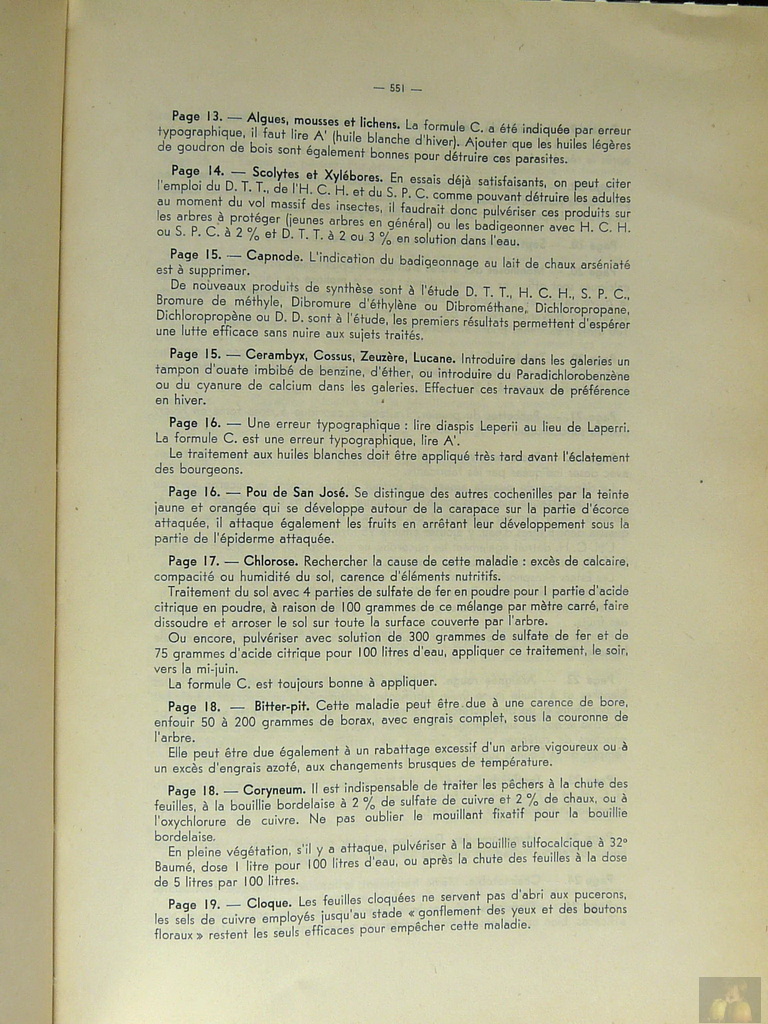 — 551 —
Page 13. — Algues, mousses et lichens. La formule C. a été indiquée par erreur
typographique, il faut lire A' (huile blanche d'hiver). Ajouter que les huiles légères
de goudron de bois sont également bonnes pour détruire ces parasites.
Page 14. — Scolytes et Xylébores. En essais déjà satisfaisants, on peut citer
l'emploi du D. T. T., de l'H. C. H. et du S. P. C. comme pouvant détruire les adultes
au moment du vol massif des insectes, il faudrait donc pulvériser ces produits sur
les arbres à protéger (jeunes arbres en général) ou les badigeonner avec H. C. H.
ou S. P. C. à 2 % et D. T. T. à 2 ou 3 % en solution dans l'eau.
Page 15. — Capnode. L'indication du badigeonnage au lait de chaux arséniaté
est à supprimer.
De nouveaux produits de synthèse sont à l'étude D. T. T., H. C. H., S. P. C.,
Bromure de méthyle, Dibromure d'éthylène ou Dibrométhane, Dichloropropane,
Dichloropropène ou D. D. sont à l'étude, les premiers résultats permettent d'espérer
une lutte efficace sans nuire aux sujets traités.
Page 15. — Cerambyx, Cossus, Zeuzère, Lucane. Introduire dans les galeries un
tampon d'ouate imbibé de benzine, d'éther, ou introduire du Paradichlorobenzène
ou du cyanure de calcium dans les galeries. Effectuer ces travaux de préférence
en hiver.
Page 16. — Une erreur typographique : lire diaspis Leperii au lieu de Laperri.
La formule C. est une erreur typographique, lire A'.
Le traitement aux huiles blanches doit être appliqué très tard avant l'éclatement
des bourgeons.
Page 16. — Pou de San José. Se distingue des autres cochenilles par la teinte
jaune et orangée qui se développe autour de la carapace sur la partie d'écorce
attaquée, il attaque également les fruits en arrêtant leur développement sous la
partie de l'épiderme attaquée.
Page 17. — Chlorose. Rechercher la cause de cette maladie : excès de calcaire,
compacité ou humidité du sol, carence d'éléments nutritifs.
Traitement du sol avec 4 parties de sulfate de fer en poudre pour 1 partie d'acide
citrique en poudre, à raison de 100 grammes de ce mélange par mètre carré, faire
dissoudre et arroser le sol sur toute la surface couverte par l'arbre.
Ou encore, pulvériser avec solution de 300 grammes de sulfate de fer et de
75 grammes d'acide citrique pour 100 litres d'eau, appliquer ce traitement, le soir,
vers la mi-juin.
La formule C. est toujours bonne à appliquer.
Page 18. — Bitter-pit. Cette maladie peut être due à une carence de bore,
enfouir 50 à 200 grammes de borax, avec engrais complet, sous la couronne de
l'arbre.
Elle peut être due également à un rabattage excessif d'un arbre vigoureux ou à
un excès d'engrais azoté, aux changements brusques de température.
Page 18. — Coryneum. Il est indispensable de traiter les pêchers à la chute des
feuilles, à la bouillie bordelaise à 2 % de sulfate de cuivre et 2 % de chaux, ou à
l'oxychlorure de cuivre. Ne pas oublier le mouillant fixatif pour la bouillie
bordelaise.
En pleine végétation, s'il y a attaque, pulvériser à la bouillie sulfocalcique à 32°
Baumé, dose 1 litre pour 100 litres d'eau, ou après la chute des feuilles à la dose
de 5 litres par 100 litres.
Page 19. — Cloque. Les feuilles cloquées ne servent pas d'abri aux pucerons,
les sels de cuivre employés jusqu'au stade « gonflement des yeux et des boutons
floraux » restent les seuls efficaces pour empêcher cette maladie.